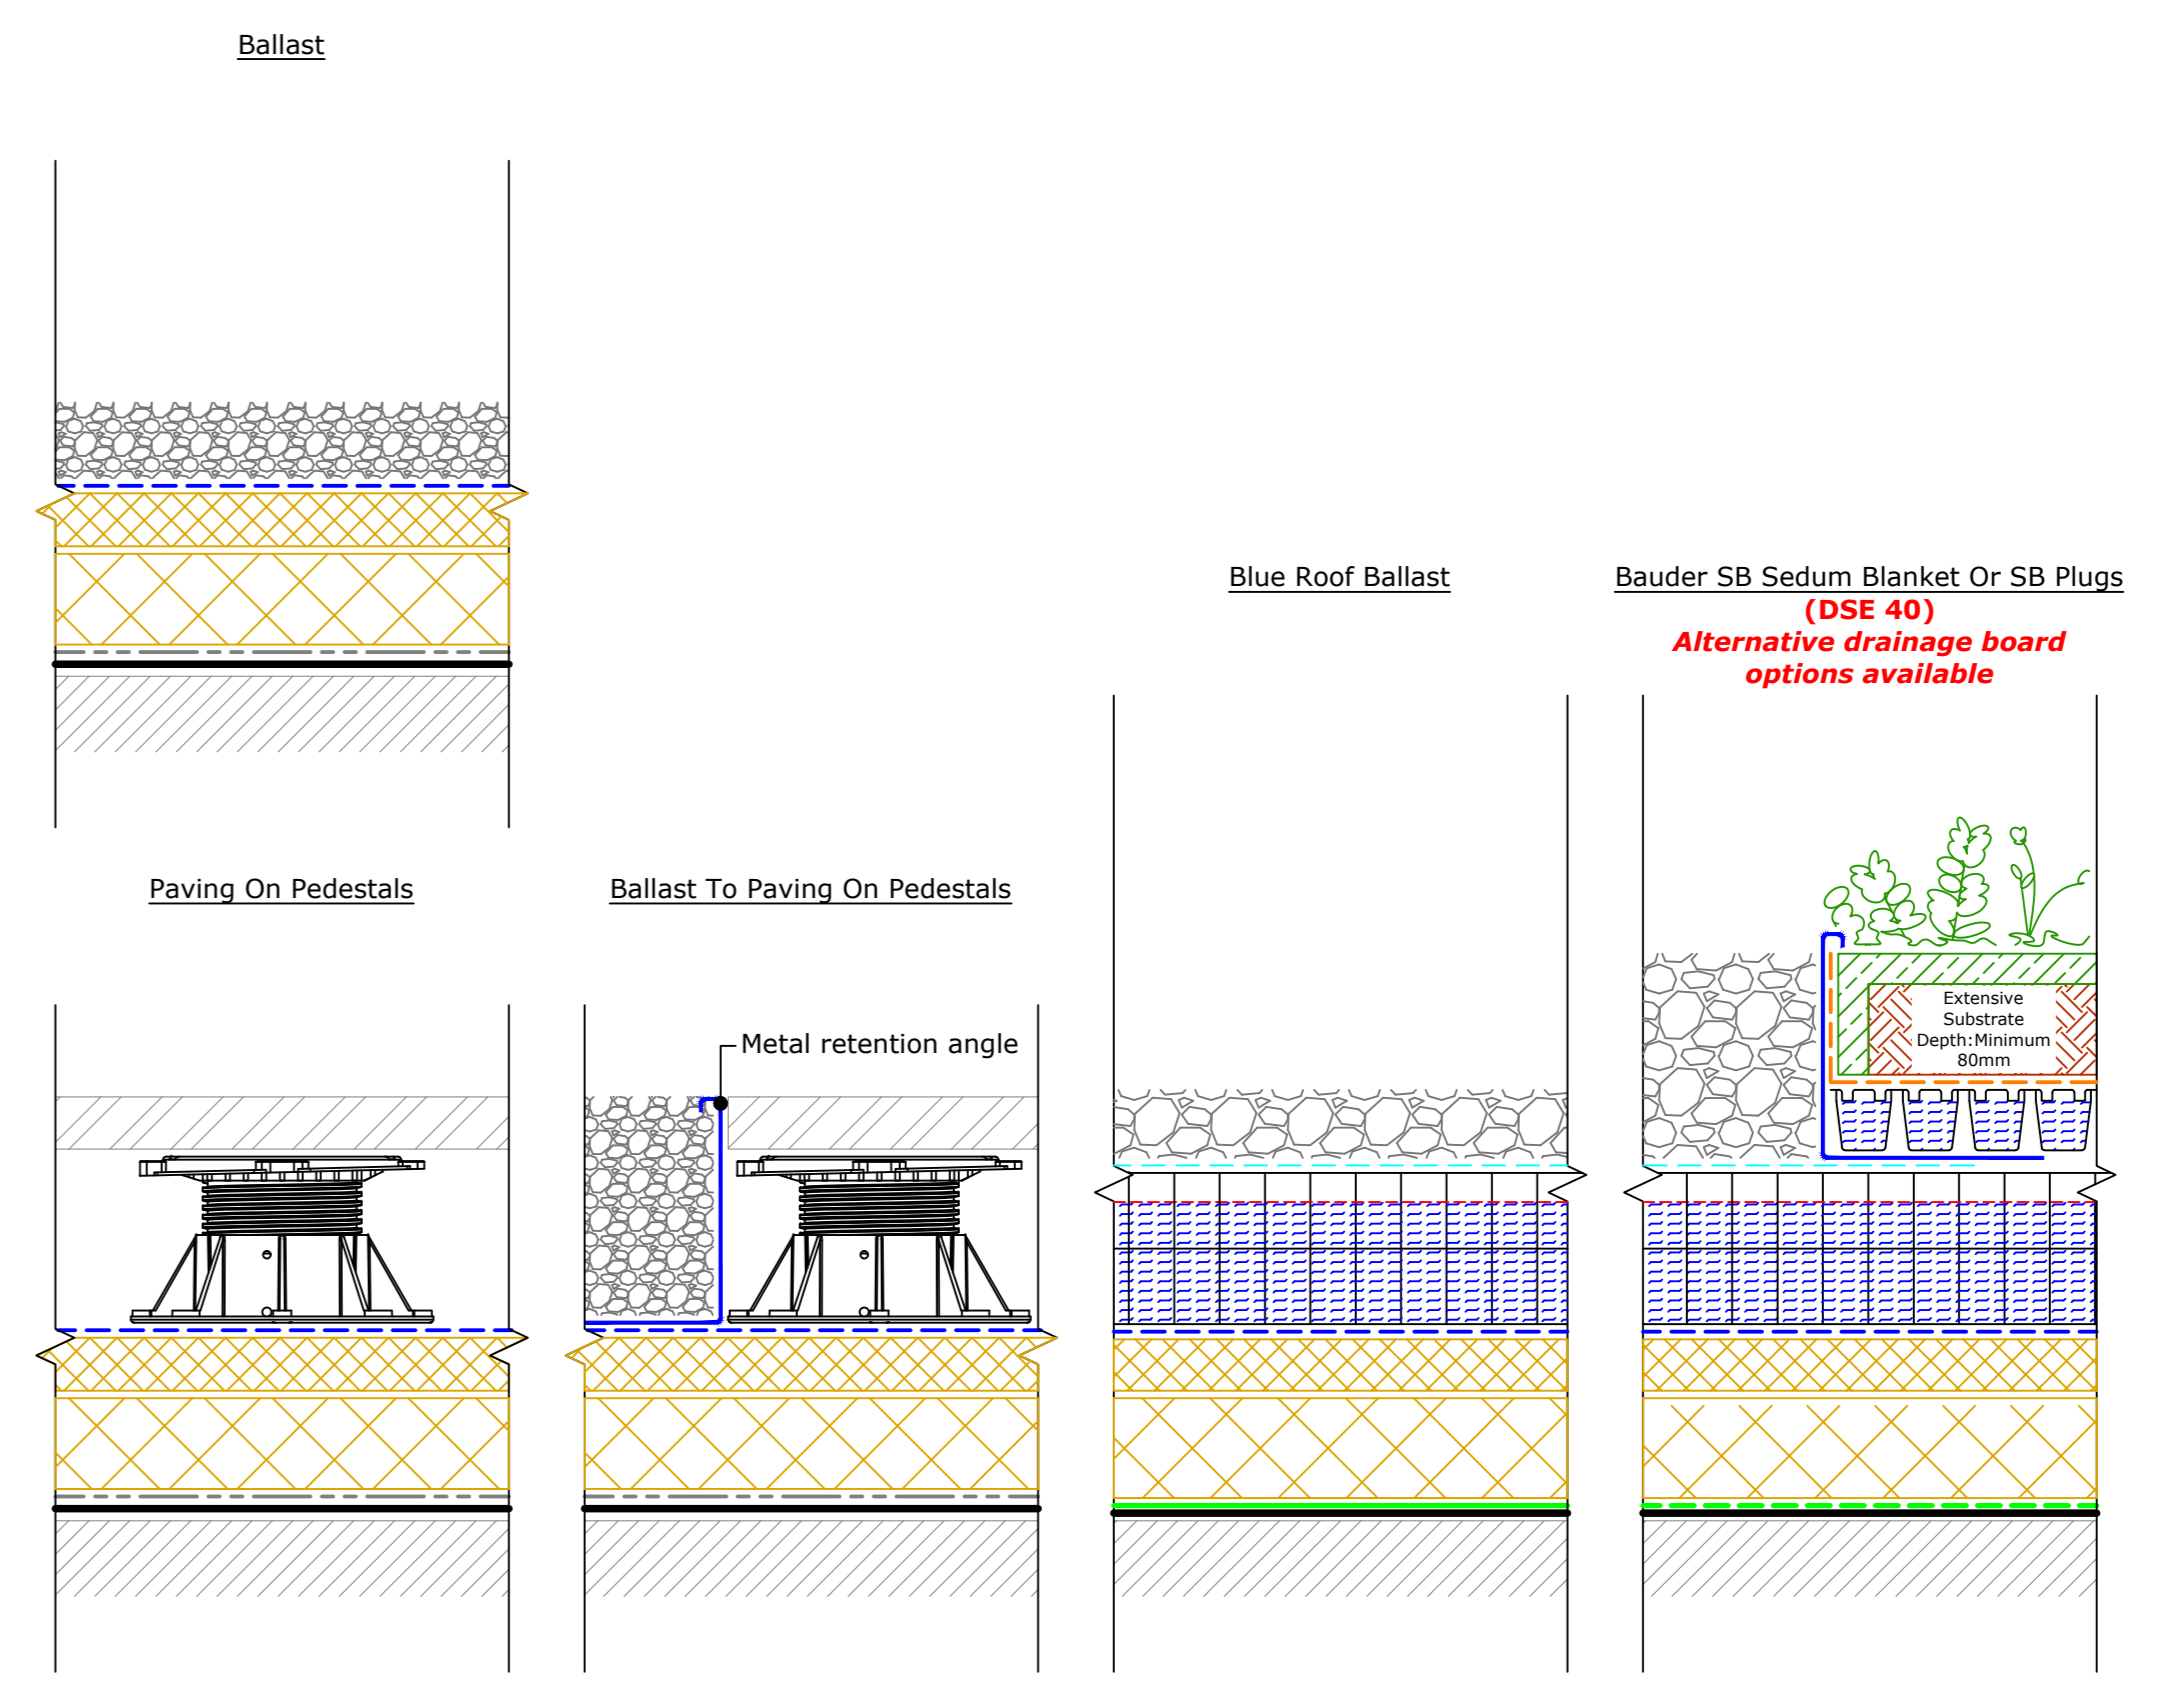 Ballast
Blue Roof Ballast
Bauder SB Sedum Blanket Or SB Plugs
(DSE 40)
Alternative drainage board
options available
Paving On Pedestals
Ballast To Paving On Pedestals
Metal retention angle
Extensive
Substrate
Depth:Minimum
80mm